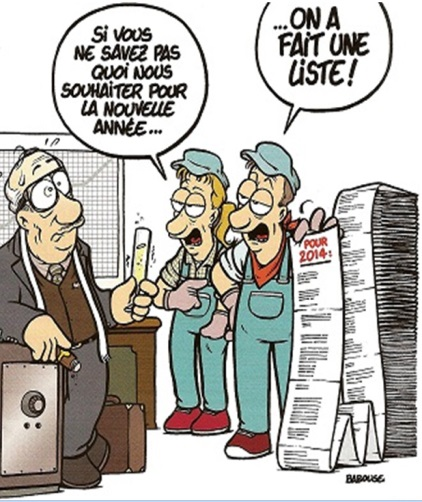 SI VOUS
NE SAVEZ PAS
QUOI NOUS
SOUHAITER POUR
LA NOUVELLE
ANNÉE...
...ON A
FAIT UNE
LISTE!
POUR
2014:
BABOUSE